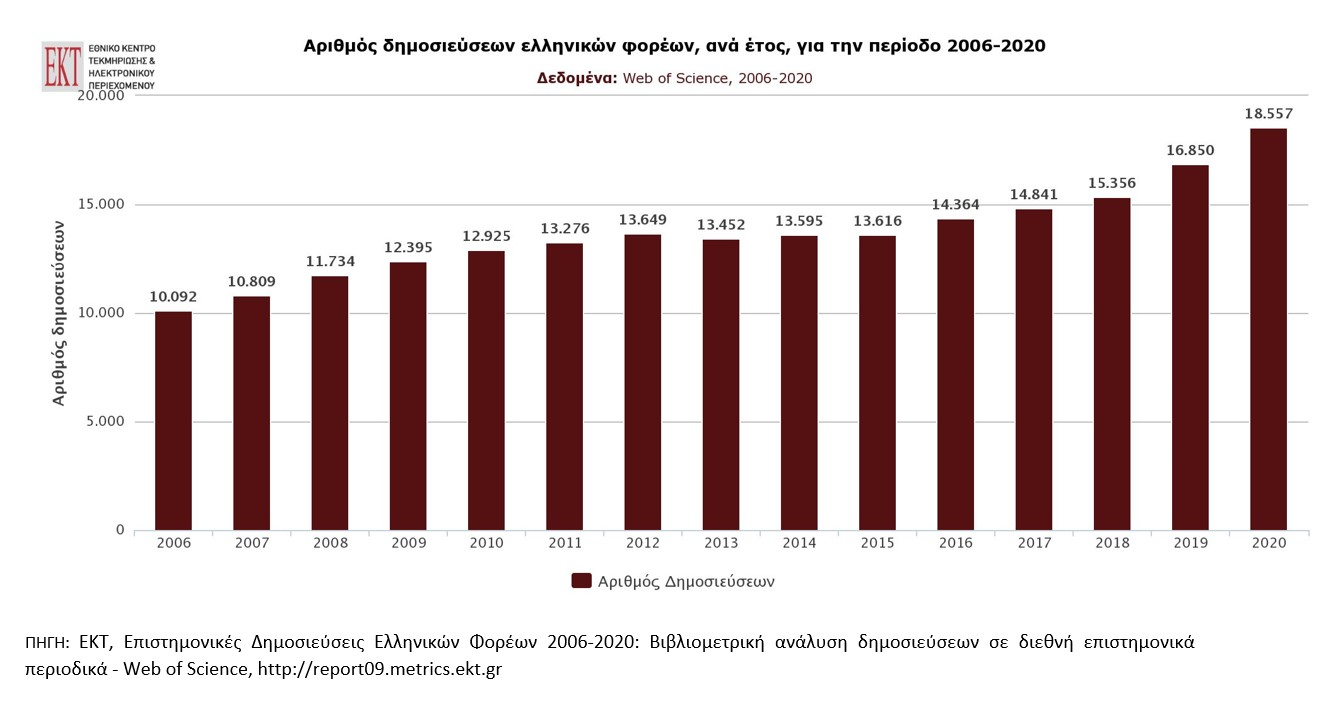 ΕΚΤ
ΕΘΝΙΚΟ ΚΕΝΤΡΟ
ΤΕΚΜΗΡΙΩΣΗΣ &
ΗΛΕΚΤΡΟΝΙΚΟΥ
ΠΕΡΙΕΧΟΜΕΝΟΥ
Αριθμός δημοσιεύσεων ελληνικών φορέων, ανά έτος, για την περίοδο 2006-2020
Δεδομένα: Web of Science, 2006-2020
Αριθμός δημοσιεύσεων
20.000
15.000
10.000
5.000
0
10.092
10.809
11.734
12.395
12.925
13.276
13.649
13.452
13.595
13.616
14.364
14.841
15.356
16.850
18.557
2006 2007 2008 2009 2010 2011 2012 2013 2014 2015 2016 2017 2018 2019 2020
Αριθμός Δημοσιεύσεων
ΠΗΓΗ: ΕΚΤ, Επιστημονικές Δημοσιεύσεις Ελληνικών Φορέων 2006-2020: Βιβλιομετρική ανάλυση δημοσιεύσεων σε διεθνή επιστημονικά
περιοδικά - Web of Science, http://report09.metrics.ekt.gr